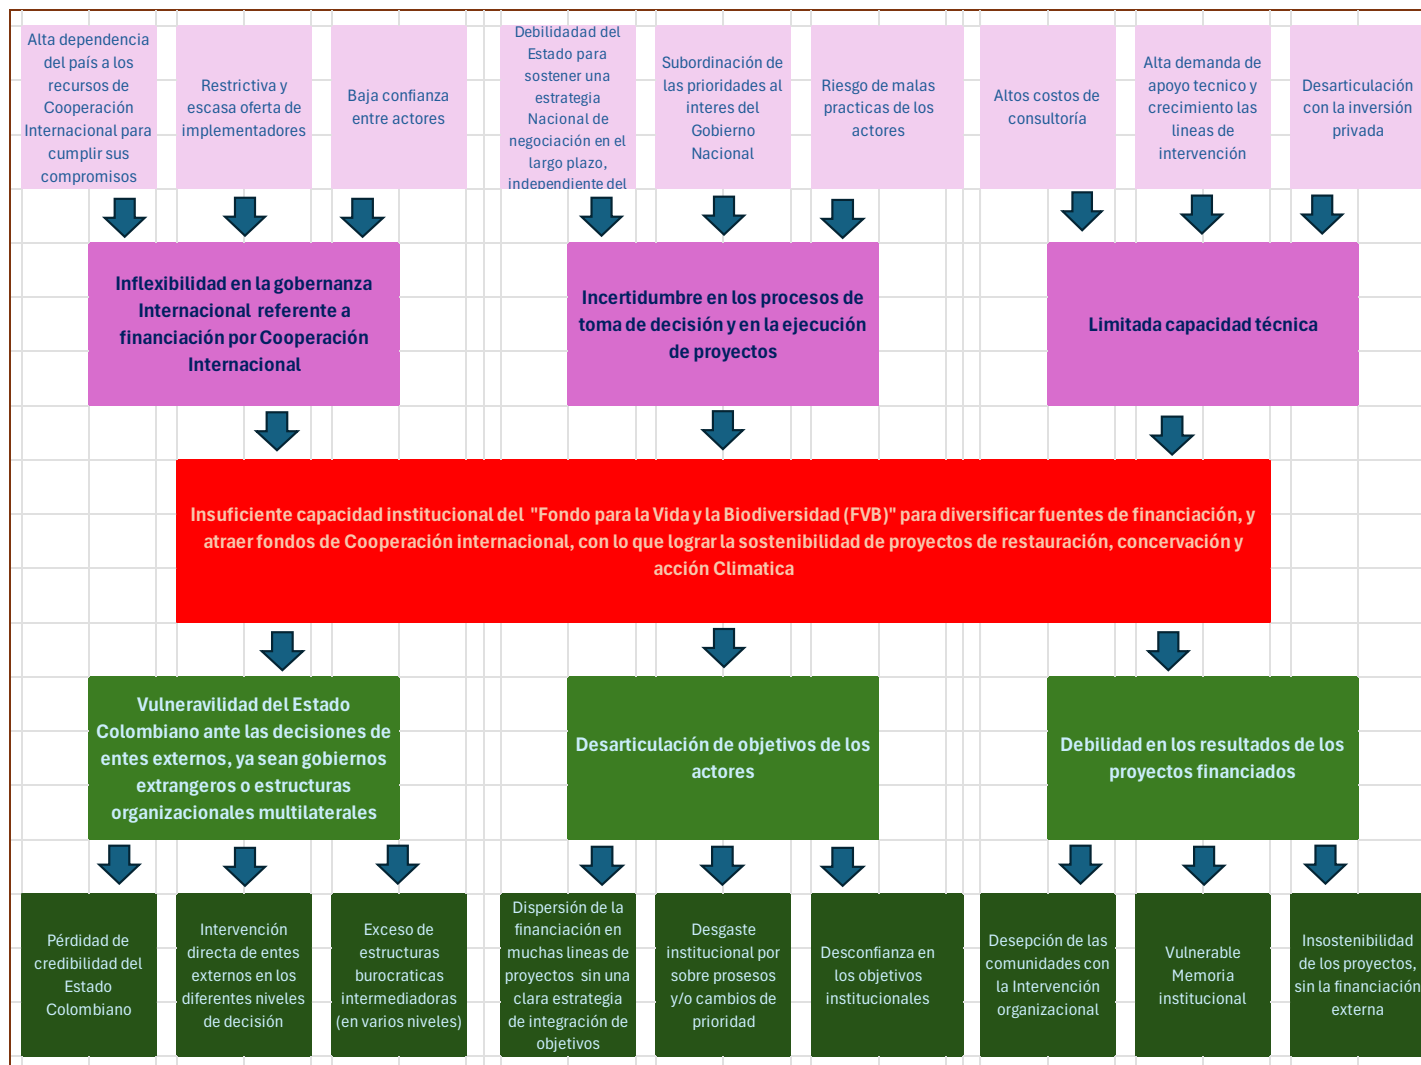 Alta dependencia
del país a los
recursos de
Cooperación
Internacional para
cumplir sus
compromisos
Restrictiva y
escasa oferta de
implementadores
Baja confianza
entre actores
Debilidadad del
Estado para
sostener una
estrategia
Nacional de
negociación en el
largo plazo,
independiente del
Subordinación de
las prioridades al
interes del
Gobierno
Nacional
Riesgo de malas
practicas de los
actores
Altos costos de
consultoría
Alta demanda de
apoyo tecnico y
crecimiento las
lineas de
intervención
Desarticulación
con la inversión
privada
Inflexibilidad en la gobernanza
Internacional referente a
financiación por Cooperación
Internacional
Incertidumbre en los procesos de
toma de decisión y en la ejecución
de proyectos
Limitada capacidad técnica
Insuficiente capacidad institucional del "Fondo para la Vida y la Biodiversidad (FVB)" para diversificar fuentes de financiación, y
atraer fondos de Cooperación internacional, con lo que lograr la sostenibilidad de proyectos de restauración, concervación y
acción Climatica
Vulneravilidad del Estado
Colombiano ante las decisiones de
entes externos, ya sean gobiernos
extrangeros o estructuras
organizacionales multilaterales
Desarticulación de objetivos de los
actores
Debilidad en los resultados de los
proyectos financiados
Pérdidad de
credibilidad del
Estado
Colombiano
Intervención
directa de entes
externos en los
diferentes niveles
de decisión
Exceso de
estructuras
burocraticas
intermediadoras
(en varios niveles)
Dispersión de la
financiación en
muchas lineas de
proyectos sin una
clara estrategia
de integración de
objetivos
Desgaste
institucional por
sobre prosesos
y/o cambios de
prioridad
Desconfianza en
los objetivos
institucionales
Desepción de las
comunidades con
la Intervención
organizacional
Vulnerable
Memoria
institucional
Insostenibilidad
de los proyectos,
sin la financiación
externa